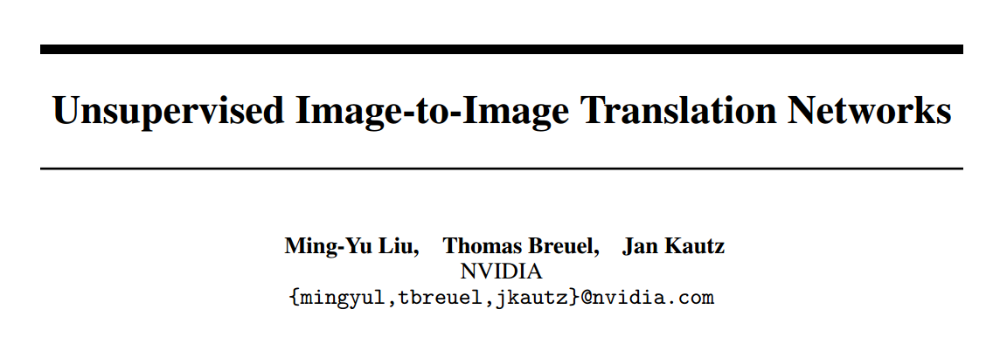 Unsupervised Image-to-Image Translation Networks
Ming-Yu Liu, Thomas Breuel, Jan Kautz
NVIDIA
{mingyul,tbreuel,jkautz}@nvidia.com